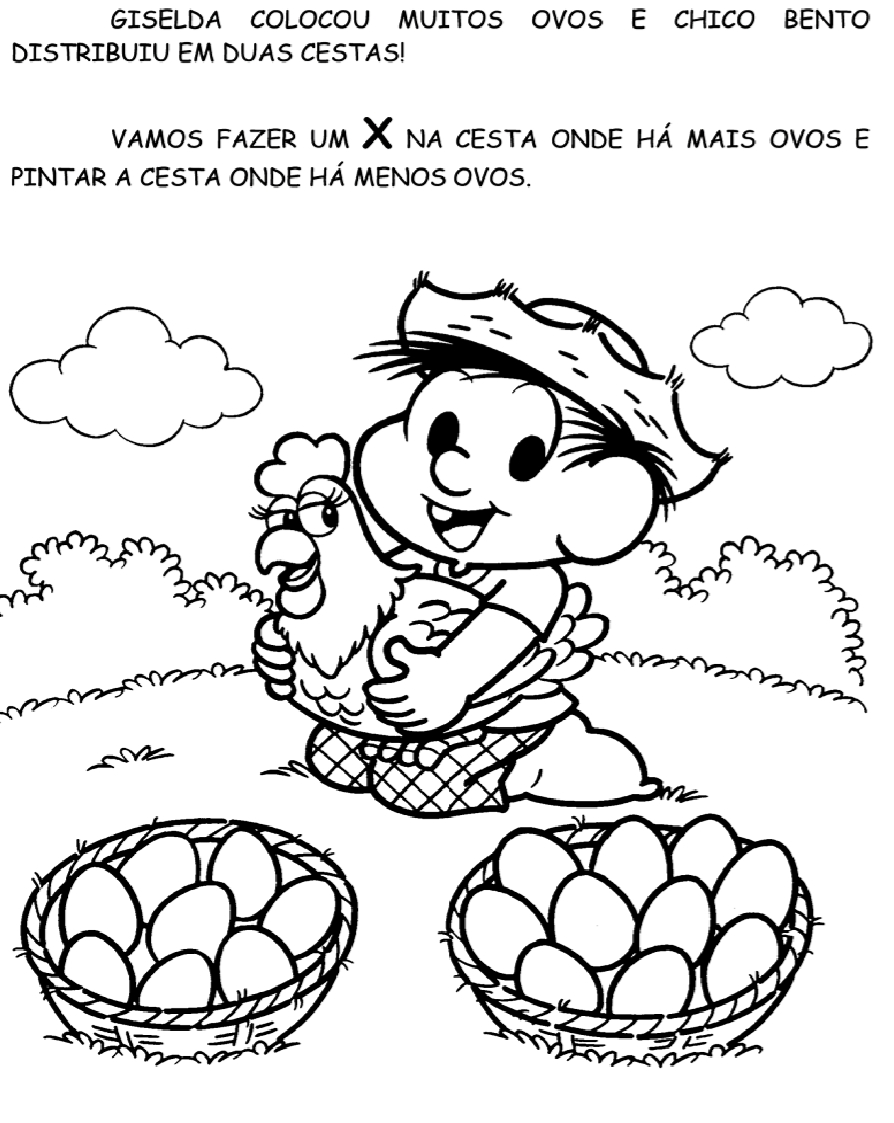 GISELDA COLOCOU MUITOS OVOS E CHICO BENTO
DISTRIBUIU EM DUAS CESTAS!
VAMOS FAZER UM X NA CESTA ONDE HÁ MAIS OVOS E
PINTAR A CESTA ONDE HÁ MENOS OVOS.